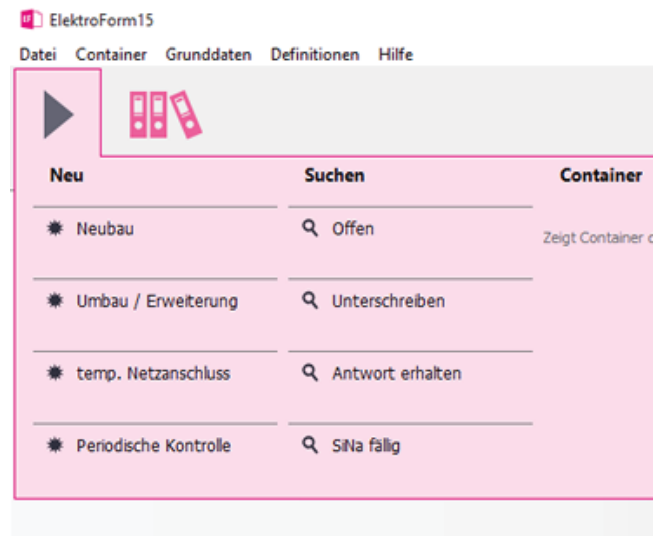 ElektroForm15
Datei Container Grunddaten Definitionen Hilfe
Neu Suchen Container
Neubau Offen Zeigt Container
Umbau / Erweiterung Unterschreiben
temp. Netzanschluss Antwort erhalten
Periodische Kontrolle SiNa fällig